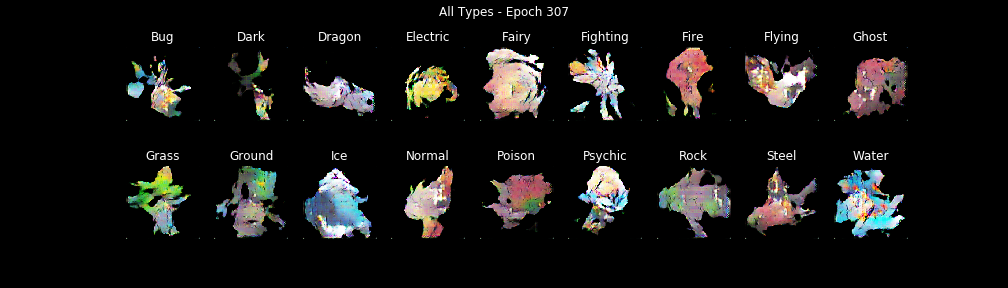 All Types - Epoch 307
Bug Dark Dragon Electric Fairy Fighting Fire Flying Ghost
Grass Ground Ice Normal Poison Psychic Rock Steel Water